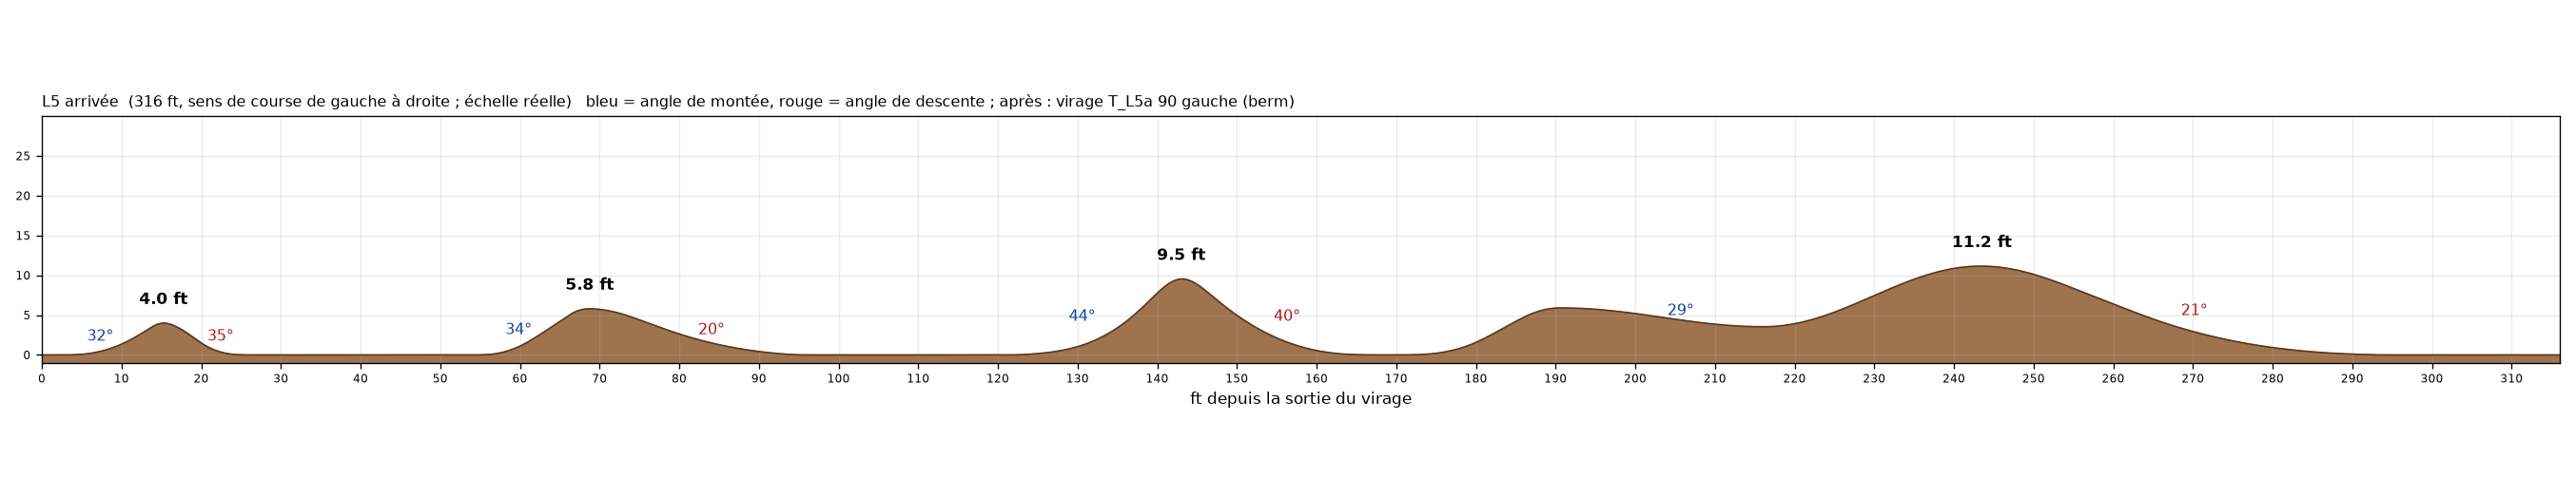 L5 arrivée  (316 ft, sens de course de gauche à droite ; échelle réelle)   bleu = angle de montée, rouge = angle de descente ; après : virage T_L5a 90 gauche (berm)
25
20
15
10
5
0
4.0 ft
32°
35°
5.8 ft
34°
20°
9.5 ft
44°
40°
29°
11.2 ft
21°
0 10 20 30 40 50 60 70 80 90 100 110 120 130 140 150 160 170 180 190 200 210 220 230 240 250 260 270 280 290 300 310
ft depuis la sortie du virage